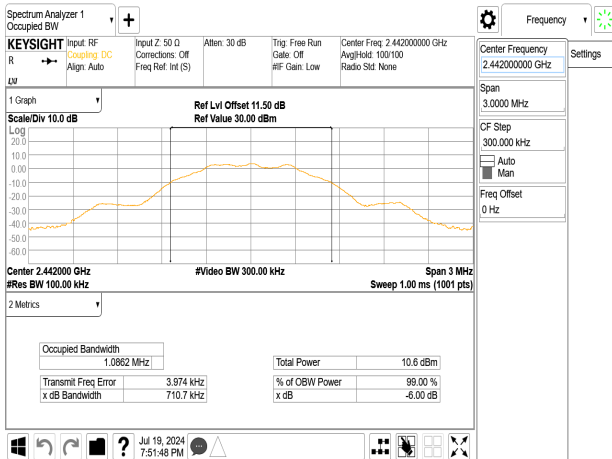 Spectrum Analyzer 1
Occupied BW
Frequency
KEYSIGHT
R
Input: RF
Coupling: DC
Align: Auto
Input Z: 50 Ω
Corrections: Off
Freq Ref: Int (S)
Atten: 30 dB
Trig: Free Run
Gate: Off
#IF Gain: Low
Center Freq: 2.442000000 GHz
Avg|Hold: 100/100
Radio Std: None
Center Frequency
2.442000000 GHz
Settings
Span
3.0000 MHz
CF Step
300.000 kHz
Auto
Man
Freq Offset
0 Hz
1 Graph
Scale/Div 10.0 dB
Ref Lvl Offset 11.50 dB
Ref Value 30.00 dBm
Log
20.0
10.0
0.00
-10.0
-20.0
-30.0
-40.0
-50.0
-60.0
Center 2.442000 GHz
#Res BW 100.00 kHz
#Video BW 300.00 kHz
Span 3 MHz
Sweep 1.00 ms (1001 pts)
2 Metrics
Occupied Bandwidth
1.0862 MHz
Total Power 10.6 dBm
Transmit Freq Error 3.974 kHz
% of OBW Power 99.00 %
x dB Bandwidth 710.7 kHz
x dB -6.00 dB
?
Jul 19, 2024
7:51:48 PM